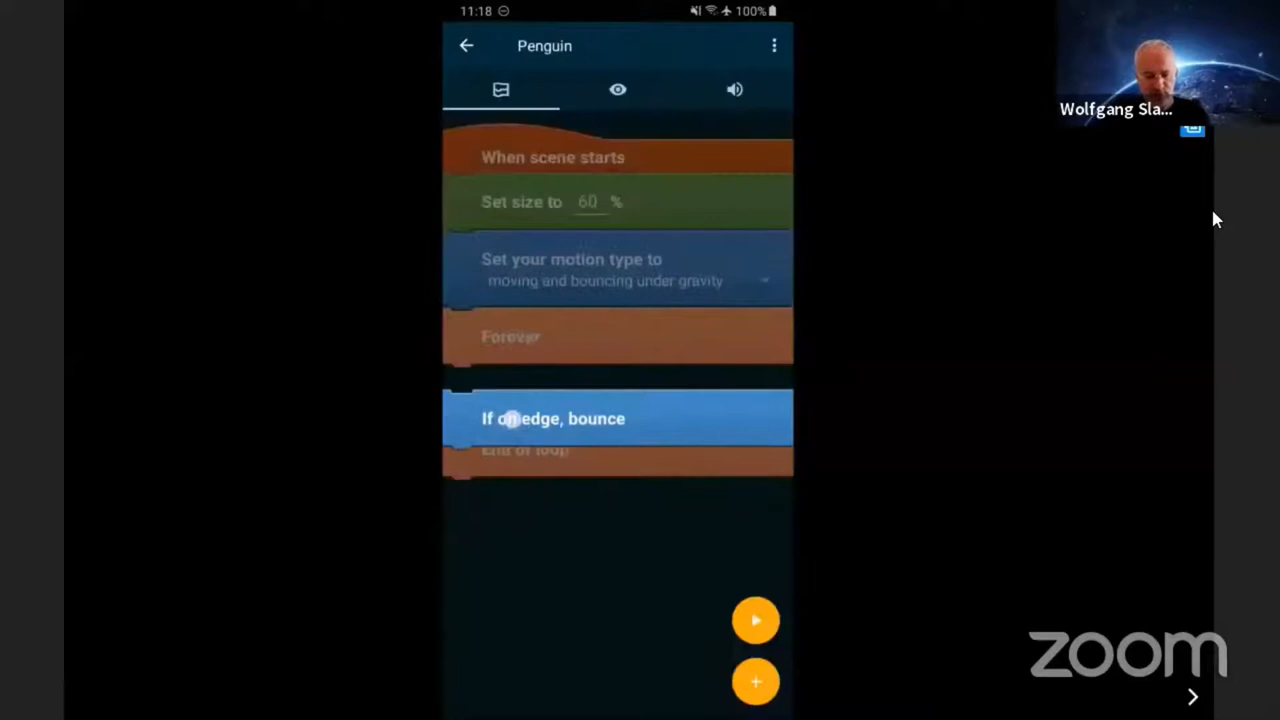 11:18
100%
Penguin
Wolfgang Sla...
When scene starts
Set size to 60 %
Set your motion type to
moving and bouncing under gravity
Forever
If on edge, bounce
End of loop
zoom